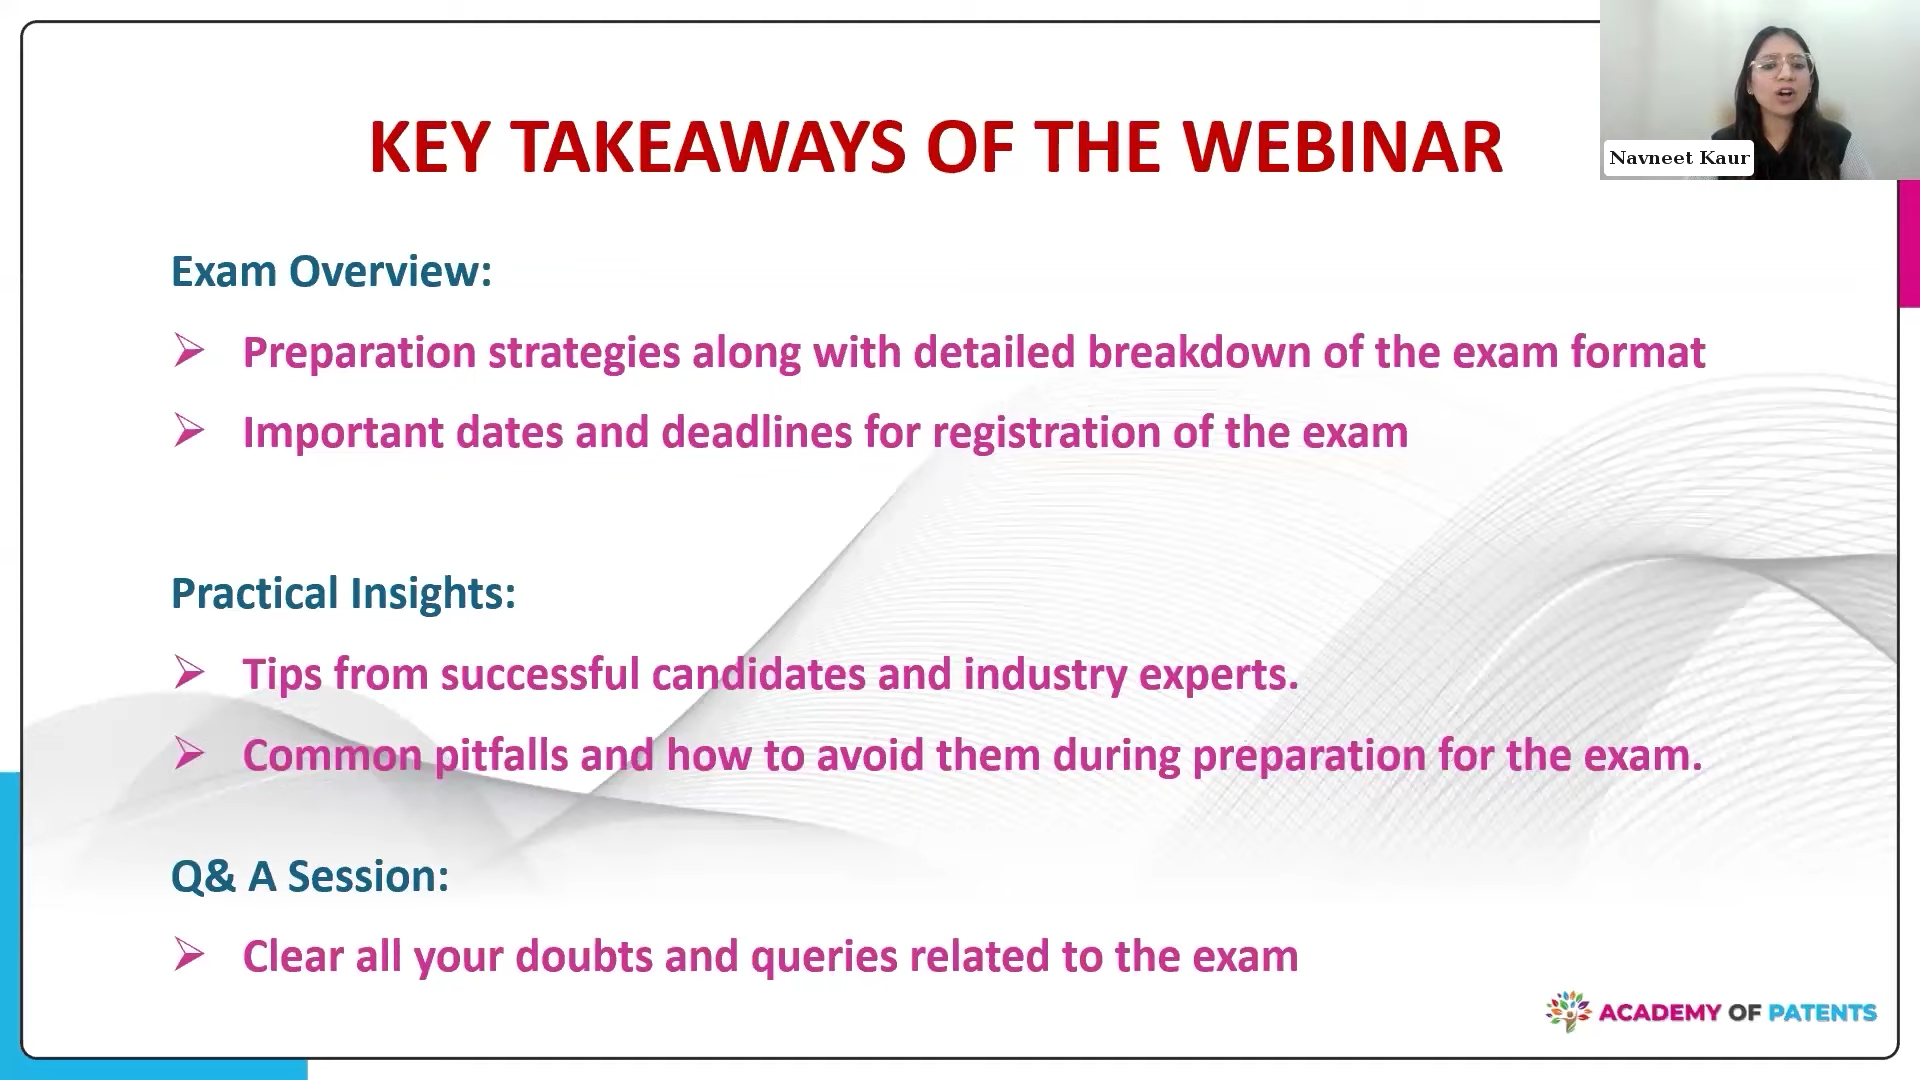 KEY TAKEAWAYS OF THE WEBINAR
Navneet Kaur
Exam Overview:
Preparation strategies along with detailed breakdown of the exam format
Important dates and deadlines for registration of the exam
Practical Insights:
Tips from successful candidates and industry experts.
Common pitfalls and how to avoid them during preparation for the exam.
Q& A Session:
Clear all your doubts and queries related to the exam
ACADEMY OF PATENTS